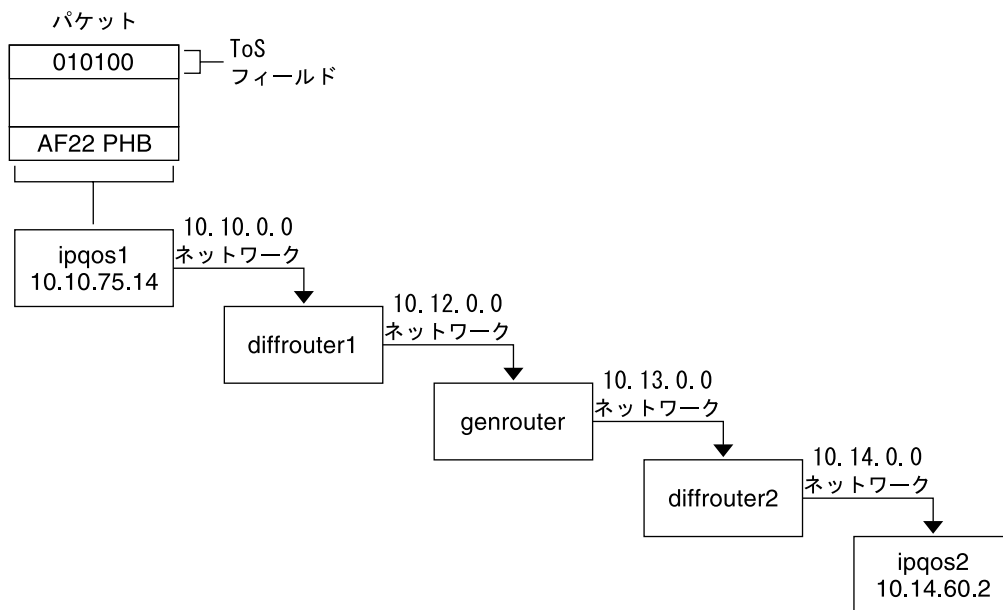 パケット
010100
ToS
フィールド
AF22 PHB
ipqos1
10.10.75.14
10.10.0.0
ネットワーク
diffrouter1
10.12.0.0
ネットワーク
genrouter
10.13.0.0
ネットワーク
diffrouter2
10.14.0.0
ネットワーク
ipqos2
10.14.60.2